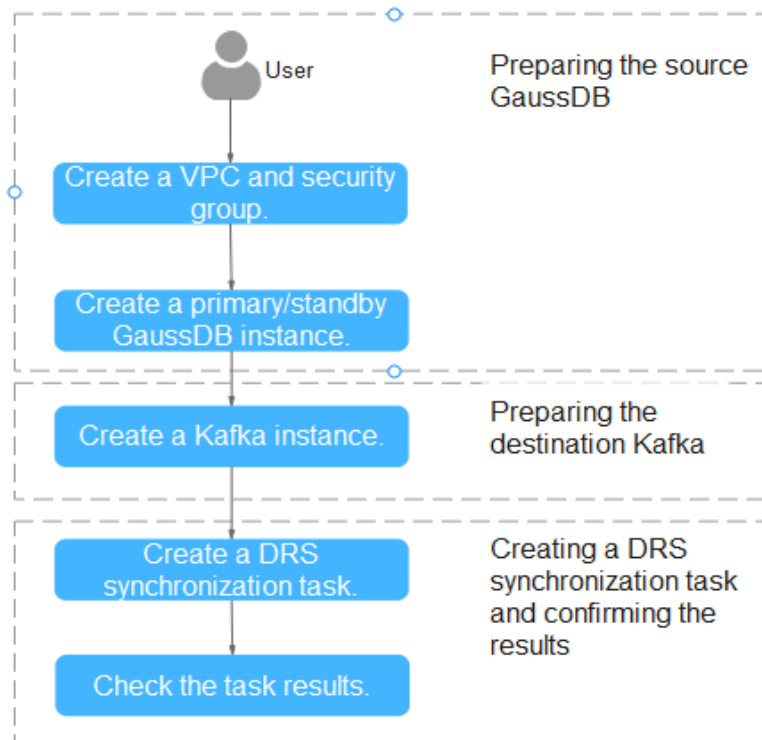 User
Preparing the source
GaussDB
Create a VPC and security
group.
Create a primary/standby
GaussDB instance.
Create a Kafka instance.
Preparing the
destination Kafka
Create a DRS
synchronization task.
Creating a DRS
synchronization task
and confirming the
results
Check the task results.